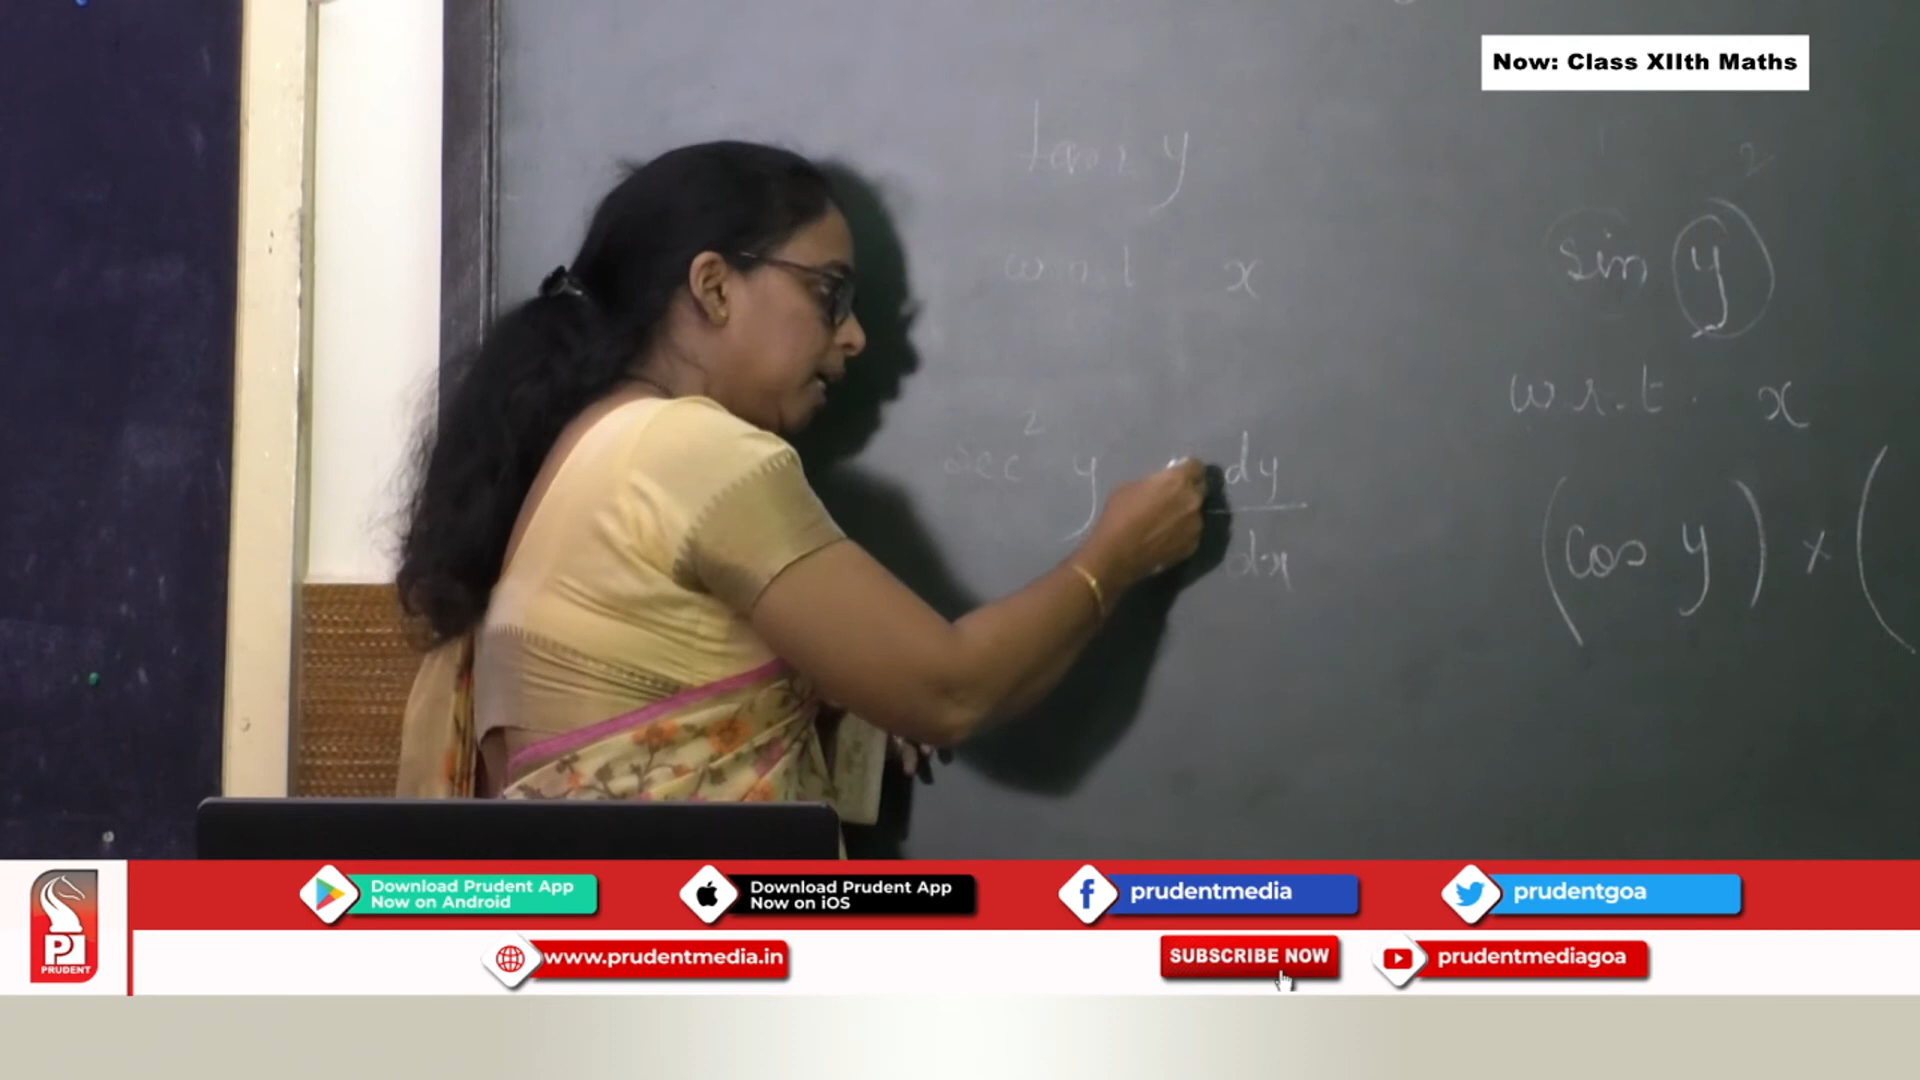 Now: Class XIIth Maths
tan y
w.r.t x
sec² y dy
dx
2
sin y
w.r.t. x
(cos y) × (
Download Prudent App
Now on Android
Download Prudent App
Now on iOS
prudentmedia
prudentgoa
PRUDENT
www.prudentmedia.in
SUBSCRIBE NOW
prudentmediagoa